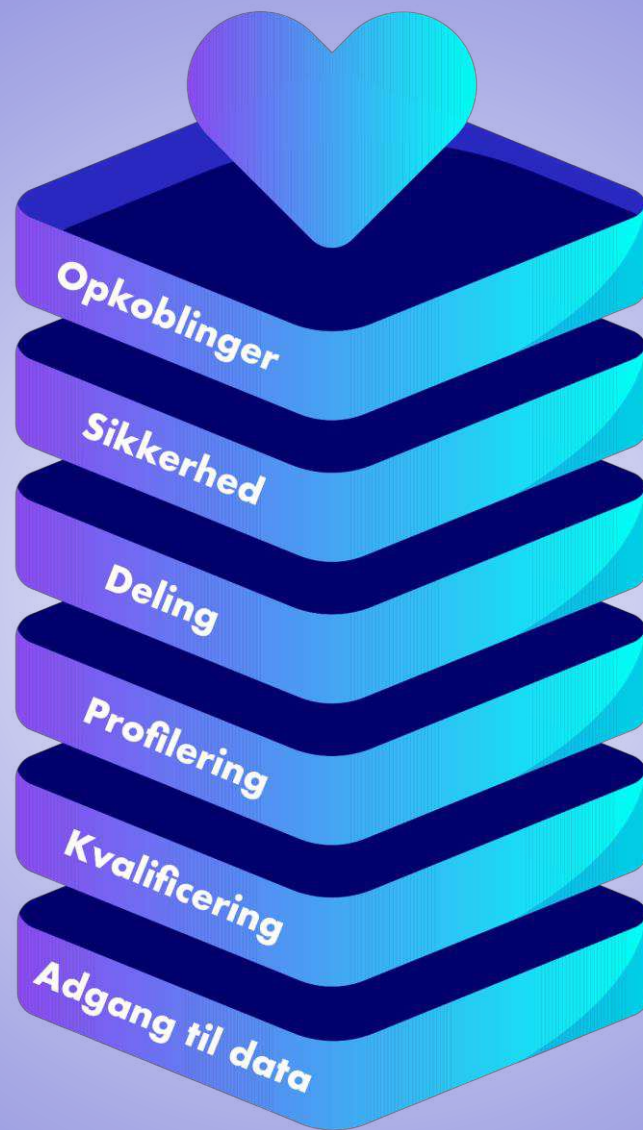 Opkoblinger
Sikkerhed
Deling
Profilering
Kvalificering
Adgang til data